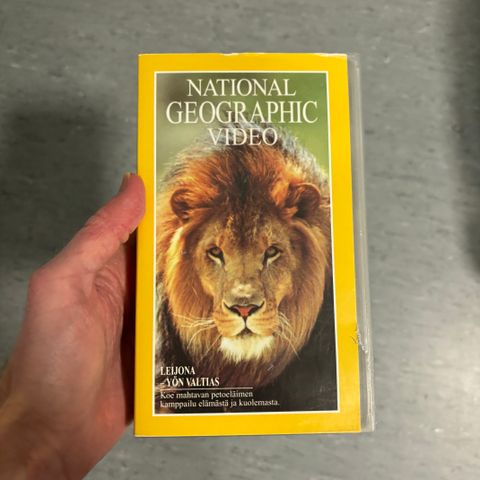 NATIONAL
GEOGRAPHIC
VIDEO
LEIJONA
–YÖN VALTIAS
Koe mahtavan petoeläimen
kamppailu elämästä ja kuolemasta.